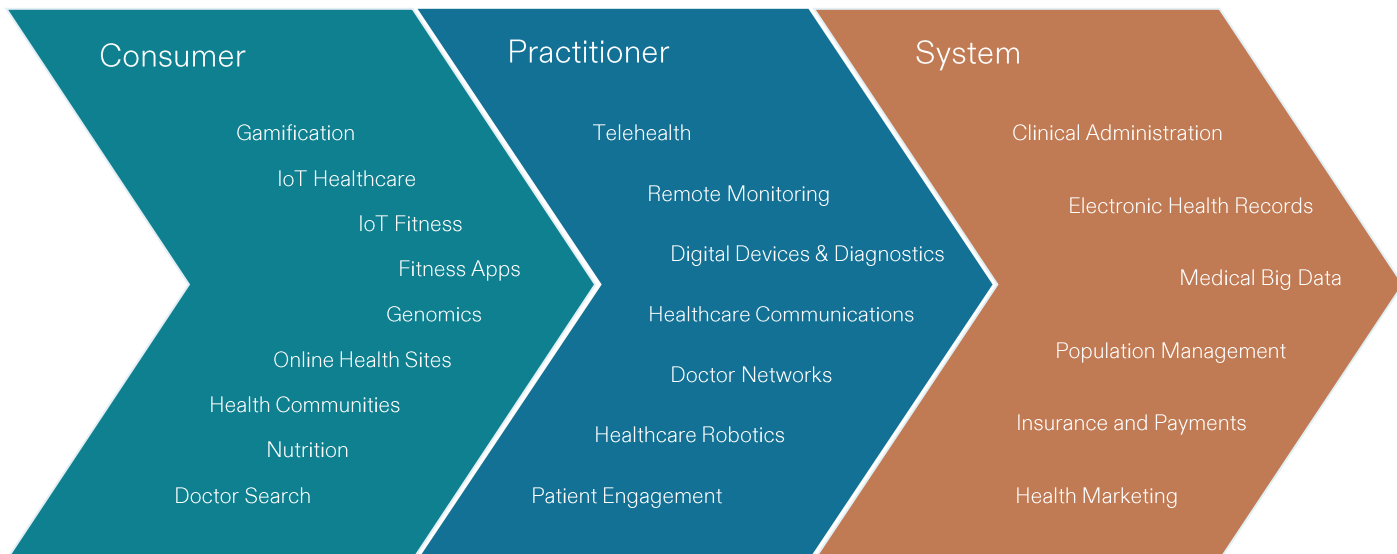 Consumer
Gamification
IoT Healthcare
IoT Fitness
Fitness Apps
Genomics
Online Health Sites
Health Communities
Nutrition
Doctor Search
Practitioner
Telehealth
Remote Monitoring
Digital Devices & Diagnostics
Healthcare Communications
Doctor Networks
Healthcare Robotics
Patient Engagement
System
Clinical Administration
Electronic Health Records
Medical Big Data
Population Management
Insurance and Payments
Health Marketing